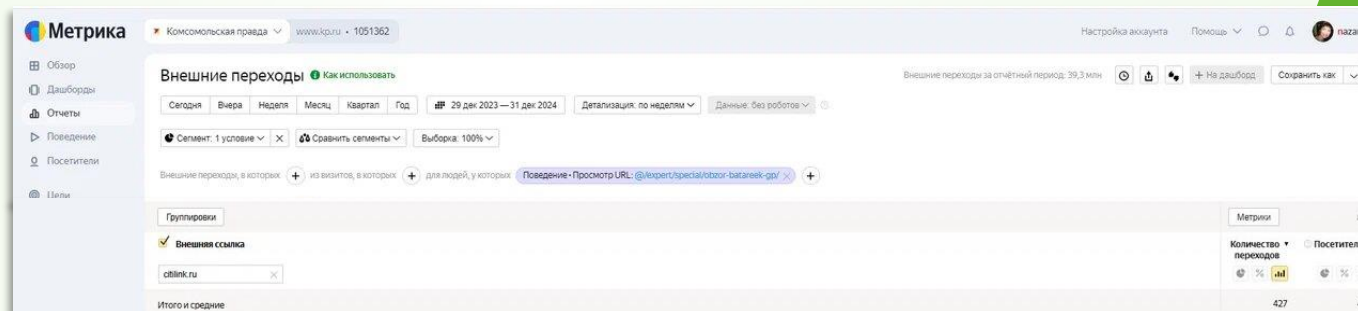 Метрика
Комсомольская правда www.kp.ru • 1051362
Настройка аккаунта Помощь
Обзор
Дашборды
Отчеты
Поведение
Посетители
Цели
Внешние переходы Как использовать
Внешние переходы за отчётный период: 39,3 млн
+ На дашборд Сохранить как
Сегодня Вчера Неделя Месяц Квартал Год 29 дек 2023 — 31 дек 2024 Детализация: по неделям Данные: без роботов
Сегмент: 1 условие Сравнить сегменты Выборка: 100%
Внешние переходы, в которых + из визитов, в которых + для людей, у которых Поведение • Просмотр URL: @/expert/special/obzor-batareek-gp/ +
Группировки Метрики
Внешняя ссылка Количество переходов Посетител
citilink.ru %  %
Итого и средние 427